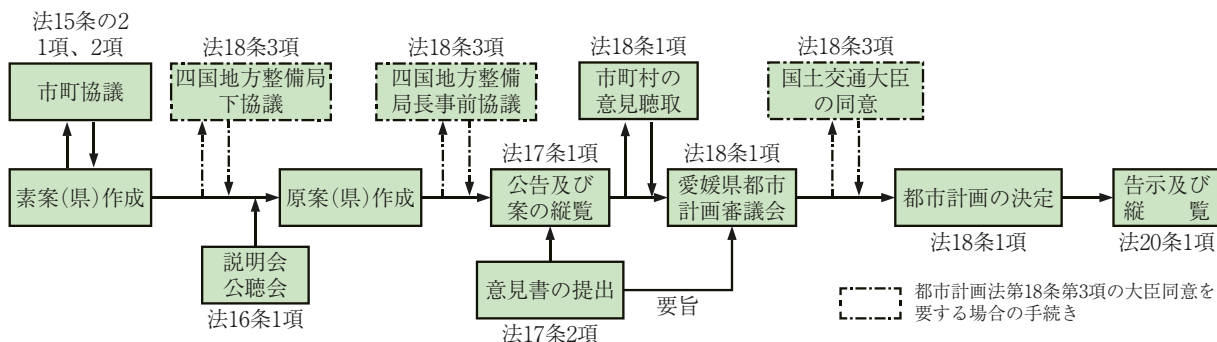 法15条の2
1項、2項
市町協議
法18条3項
四国地方整備局
下協議
法18条3項
四国地方整備
局長事前協議
法18条1項
市町村の
意見聴取
法18条3項
国土交通大臣
の同意
素案(県)作成
原案(県)作成
法17条1項
公告及び
案の縦覧
法18条1項
愛媛県都市
計画審議会
都市計画の決定
法18条1項
告示及び
縦　　覧
法20条1項
説明会
公聴会
法16条1項
意見書の提出
法17条2項
要旨
都市計画法第18条第3項の大臣同意を
要する場合の手続き